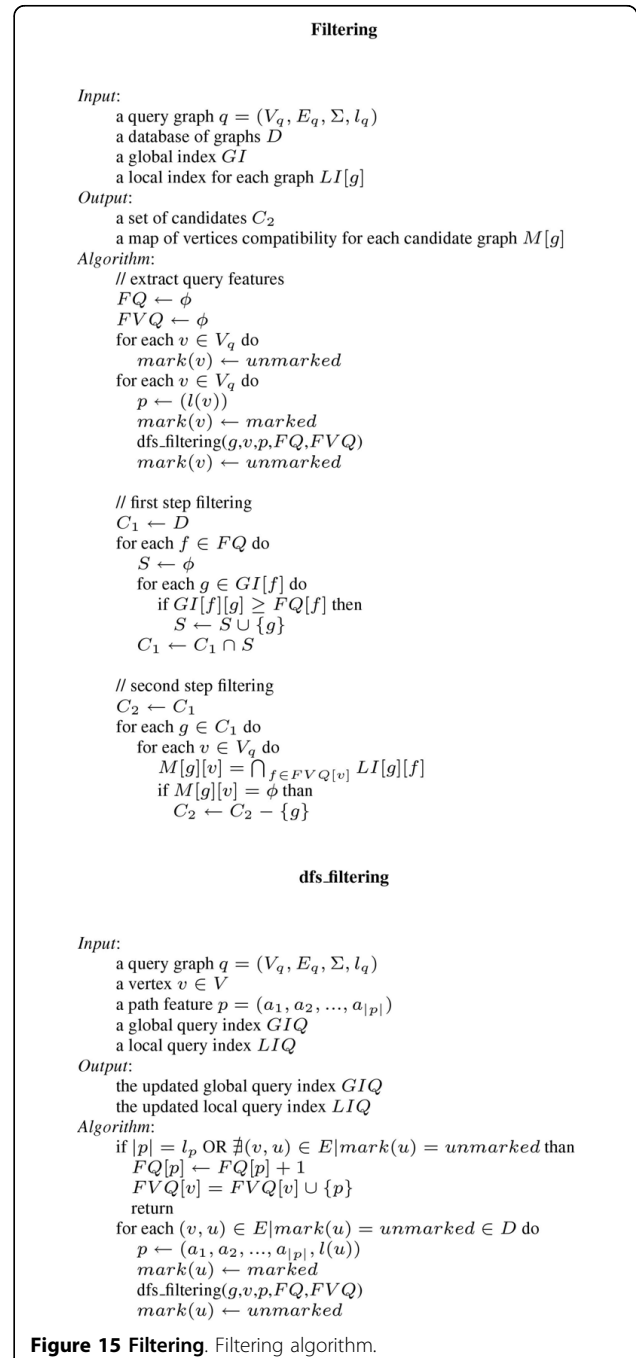 Filtering
Input:
a query graph q = (V_q, E_q, Σ, l_q)
a database of graphs D
a global index GI
a local index for each graph LI[g]
Output:
a set of candidates C_2
a map of vertices compatibility for each candidate graph M[g]
Algorithm:
// extract query features
FQ ← ϕ
FVQ ← ϕ
for each v ∈ V_q do
mark(v) ← unmarked
for each v ∈ V_q do
p ← (l(v))
mark(v) ← marked
dfs_filtering(g,v,p,FQ,FVQ)
mark(v) ← unmarked
// first step filtering
C_1 ← D
for each f ∈ FQ do
S ← ϕ
for each g ∈ GI[f] do
if GI[f][g] ≥ FQ[f] then
S ← S ∪ {g}
C_1 ← C_1 ∩ S
// second step filtering
C_2 ← C_1
for each g ∈ C_1 do
for each v ∈ V_q do
M[g][v] = ⋂_{f∈FVQ[v]} LI[g][f]
if M[g][v] = ϕ than
C_2 ← C_2 − {g}
dfs_filtering
Input:
a query graph q = (V_q, E_q, Σ, l_q)
a vertex v ∈ V
a path feature p = (a_1, a_2, ..., a_{|p|})
a global query index GIQ
a local query index LIQ
Output:
the updated global query index GIQ
the updated local query index LIQ
Algorithm:
if |p| = l_p OR ∄(v, u) ∈ E|mark(u) = unmarked than
FQ[p] ← FQ[p] + 1
FVQ[v] = FVQ[v] ∪ {p}
return
for each (v, u) ∈ E|mark(u) = unmarked ∈ D do
p ← (a_1, a_2, ..., a_{|p|}, l(u))
mark(u) ← marked
dfs_filtering(g,v,p,FQ,FVQ)
mark(u) ← unmarked
Figure 15 Filtering. Filtering algorithm.